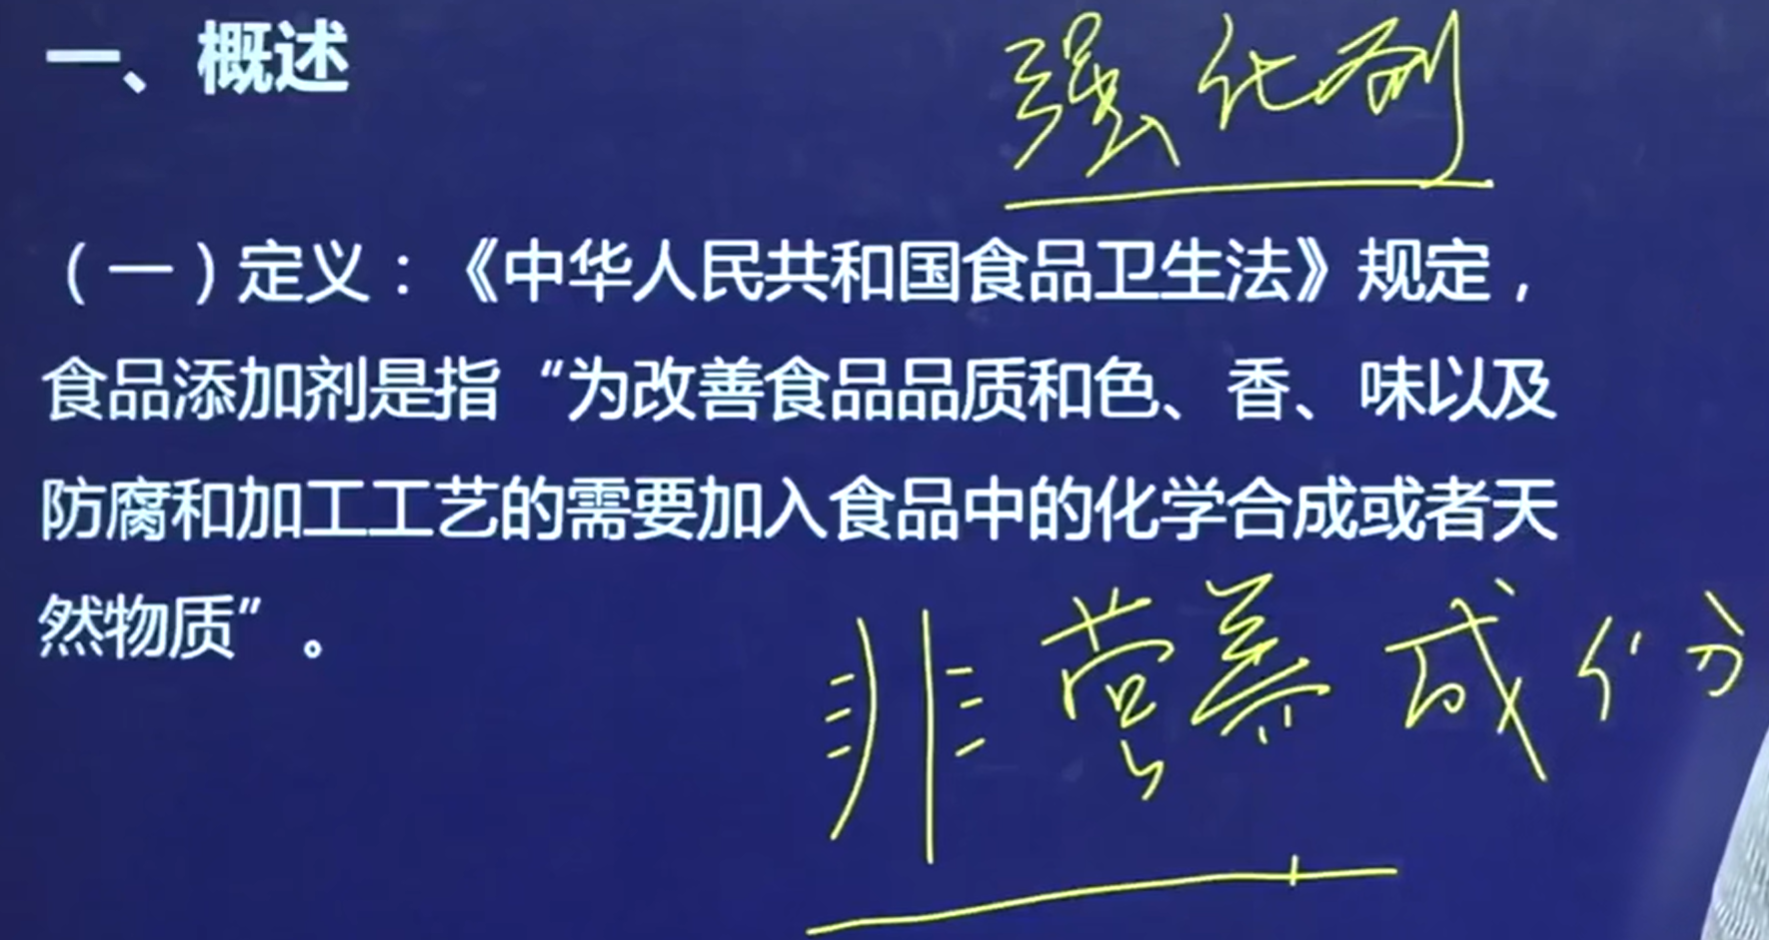 一、概述
强化剂
（一）定义：《中华人民共和国食品卫生法》规定，
食品添加剂是指“为改善食品品质和色、香、味以及
防腐和加工工艺的需要加入食品中的化学合成或者天
然物质”。
非营养成份